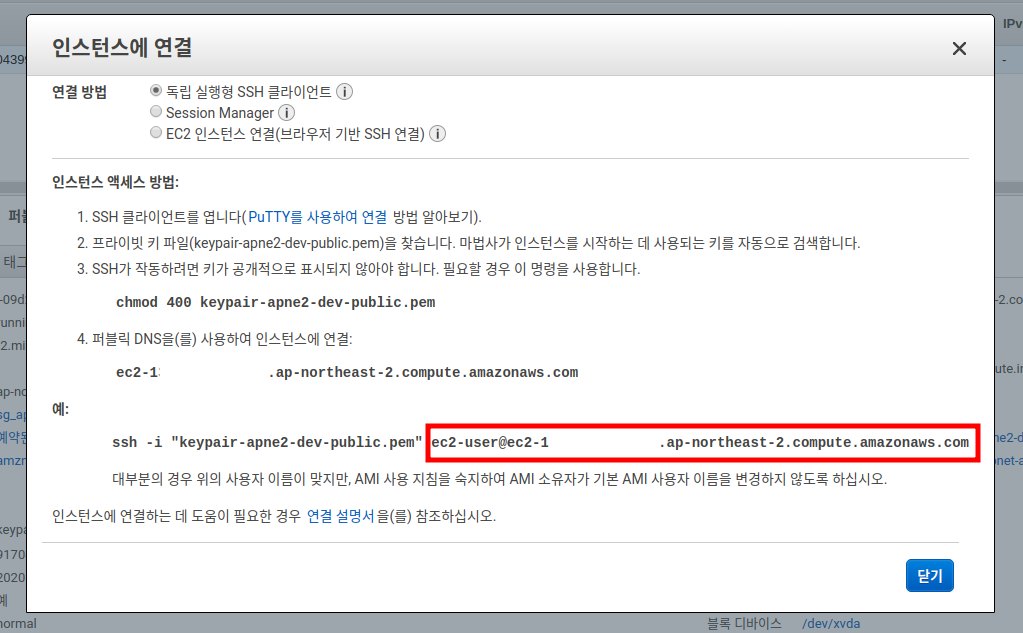 IPv
0439
-
인스턴스에 연결
연결 방법
독립 실행형 SSH 클라이언트
Session Manager
EC2 인스턴스 연결(브라우저 기반 SSH 연결)
인스턴스 액세스 방법:
1. SSH 클라이언트를 엽니다(PuTTY를 사용하여 연결 방법 알아보기).
2. 프라이빗 키 파일(keypair-apne2-dev-public.pem)을 찾습니다. 마법사가 인스턴스를 시작하는 데 사용되는 키를 자동으로 검색합니다.
3. SSH가 작동하려면 키가 공개적으로 표시되지 않아야 합니다. 필요할 경우 이 명령을 사용합니다.
chmod 400 keypair-apne2-dev-public.pem
4. 퍼블릭 DNS을(를) 사용하여 인스턴스에 연결:
ec2-1 .ap-northeast-2.compute.amazonaws.com
예:
ssh -i "keypair-apne2-dev-public.pem" ec2-user@ec2-1 .ap-northeast-2.compute.amazonaws.com
대부분의 경우 위의 사용자 이름이 맞지만, AMI 사용 지침을 숙지하여 AMI 소유자가 기본 AMI 사용자 이름을 변경하지 않도록 하십시오.
인스턴스에 연결하는 데 도움이 필요한 경우 연결 설명서을(를) 참조하십시오.
닫기
태그
-09d
2.mi
-2.co
ute.in
ap-no
sg_ap
예약된
amzn
ne2-d
net-a
keypa
9170
2020
예
normal
블록 디바이스 /dev/xvda